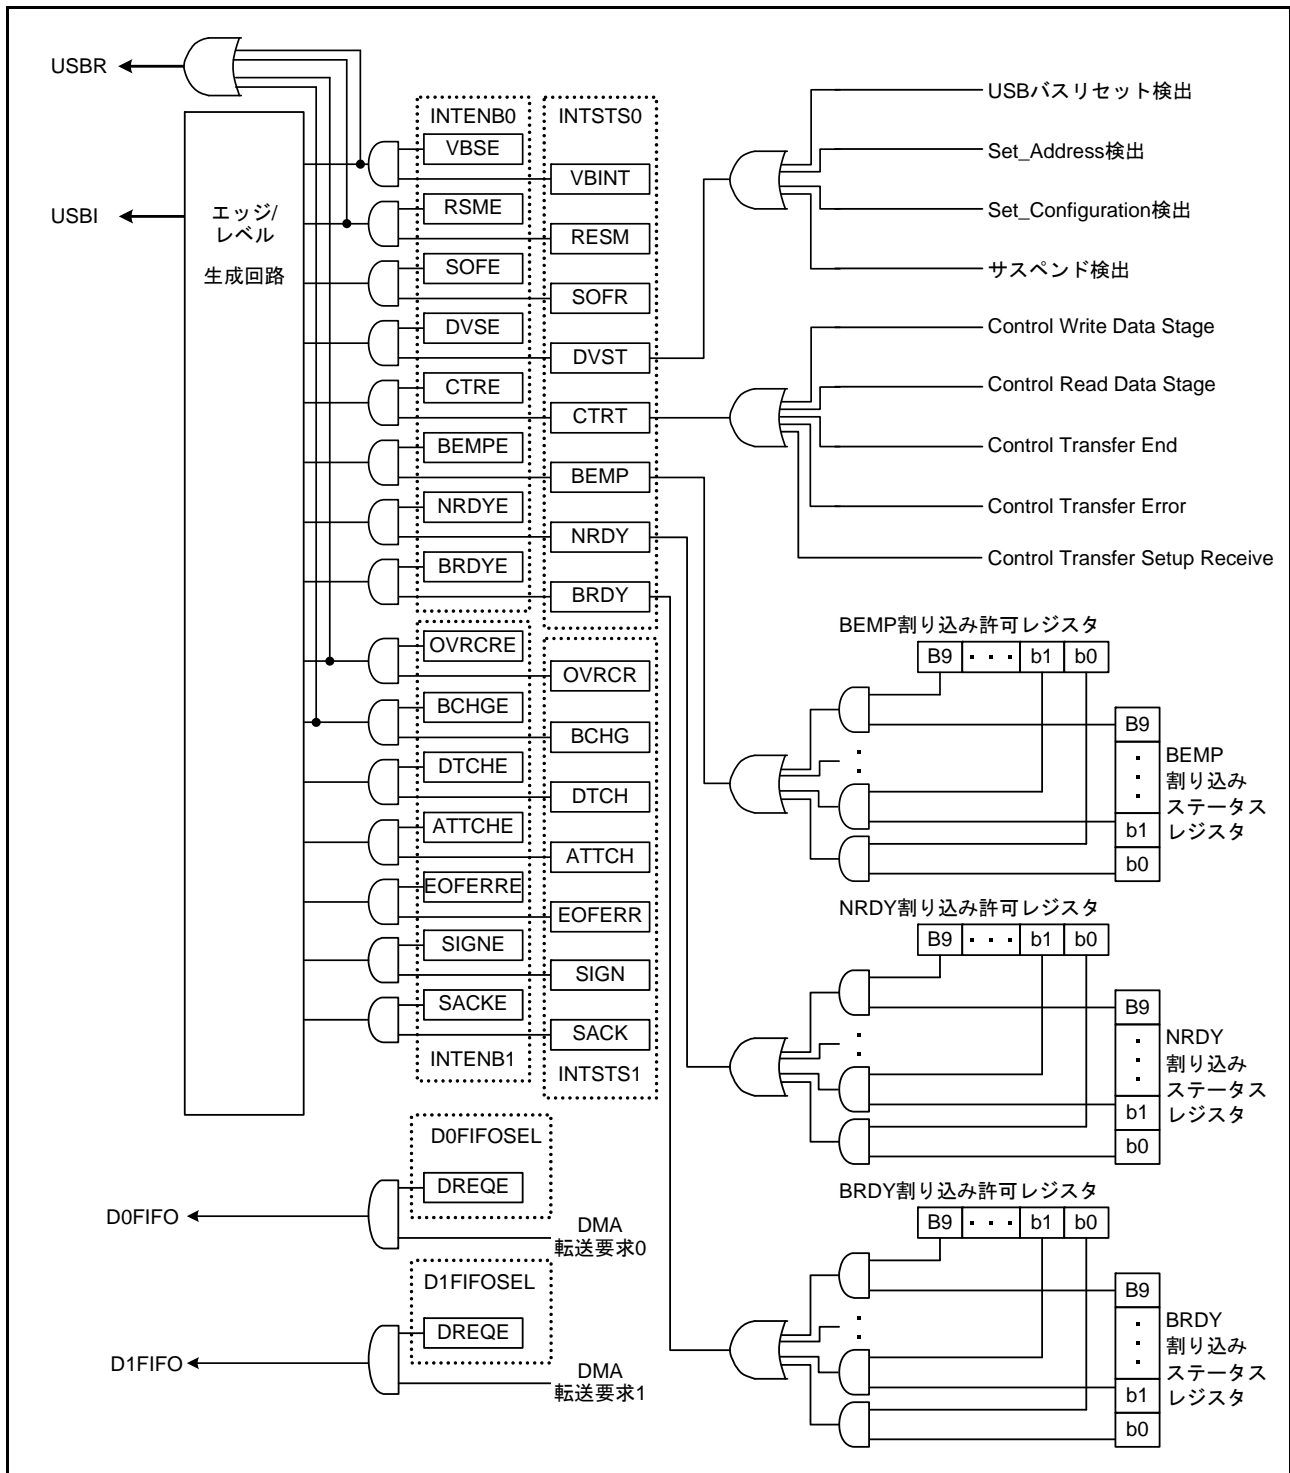 USBR
USBI
エッジ/
レベル
生成回路
INTENB0
VBSE
RSME
SOFE
DVSE
CTRE
BEMPE
NRDYE
BRDYE
INTSTS0
VBINT
RESM
SOFR
DVST
CTRT
BEMP
NRDY
BRDY
OVRCRE
BCHGE
DTCHE
ATTCHE
EOFERRE
SIGNE
SACKE
INTENB1
OVRCR
BCHG
DTCH
ATTCH
EOFERR
SIGN
SACK
INTSTS1
USBバスリセット検出
Set_Address検出
Set_Configuration検出
サスペンド検出
Control Write Data Stage
Control Read Data Stage
Control Transfer End
Control Transfer Error
Control Transfer Setup Receive
BEMP割り込み許可レジスタ
B9 ・・・ b1 b0
B9
b1
b0
BEMP
割り込み
ステータス
レジスタ
NRDY割り込み許可レジスタ
B9 ・・・ b1 b0
B9
b1
b0
NRDY
割り込み
ステータス
レジスタ
BRDY割り込み許可レジスタ
B9 ・・・ b1 b0
B9
b1
b0
BRDY
割り込み
ステータス
レジスタ
D0FIFOSEL
DREQE
D0FIFO
DMA
転送要求0
D1FIFOSEL
DREQE
D1FIFO
DMA
転送要求1